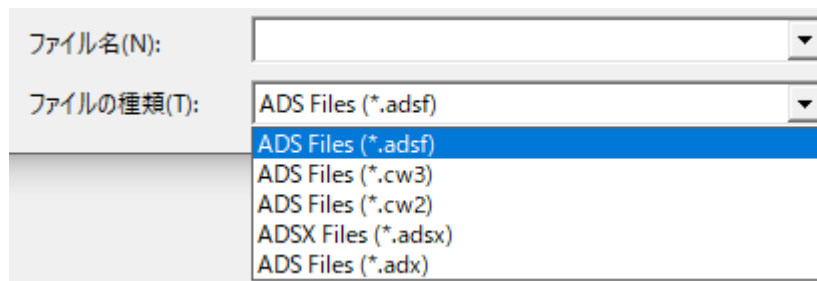 ファイル名(N):
ファイルの種類(T): ADS Files (*.adsf)
ADS Files (*.adsf)
ADS Files (*.cw3)
ADS Files (*.cw2)
ADSX Files (*.adsx)
ADS Files (*.adx)